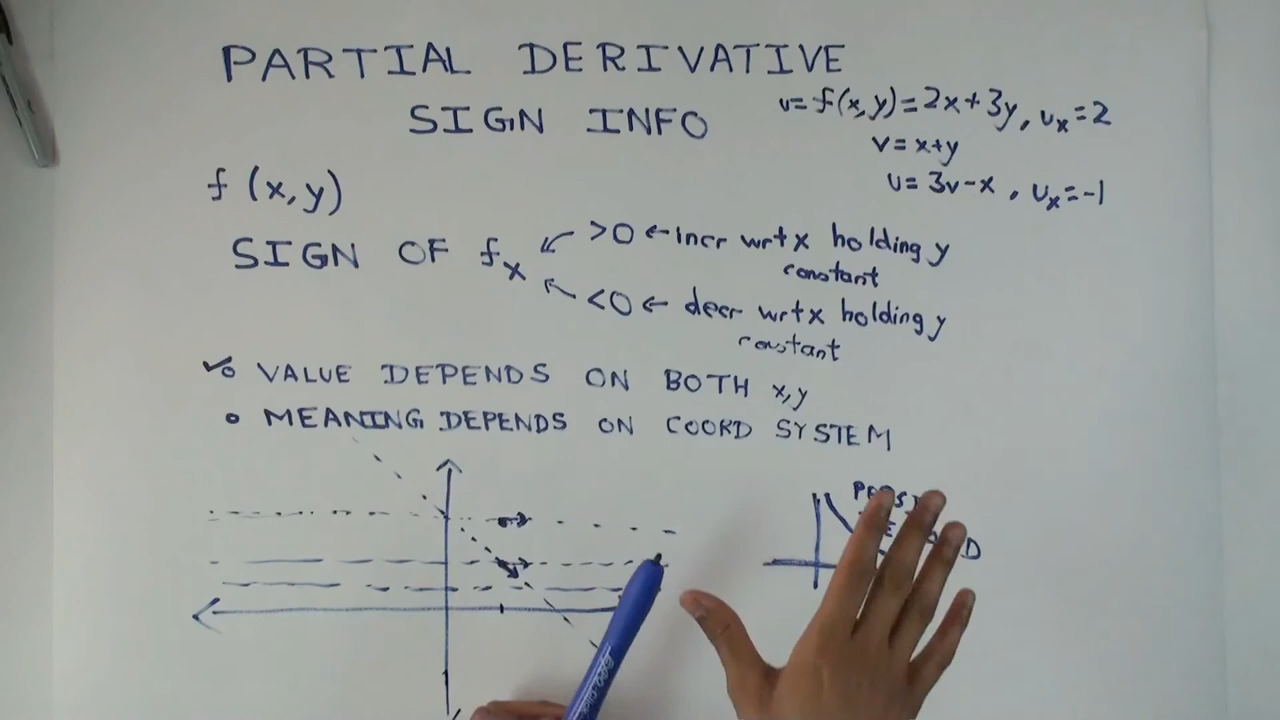 PARTIAL DERIVATIVE
SIGN INFO
u=f(x,y)=2x+3y, ux=2
v=x+y
u=3v-x, ux=-1
f(x,y)
SIGN OF fx
>0 ← incr wrt x holding y
constant
<0 ← decr wrt x holding y
constant
VALUE DEPENDS ON BOTH x,y
MEANING DEPENDS ON COORD SYSTEM